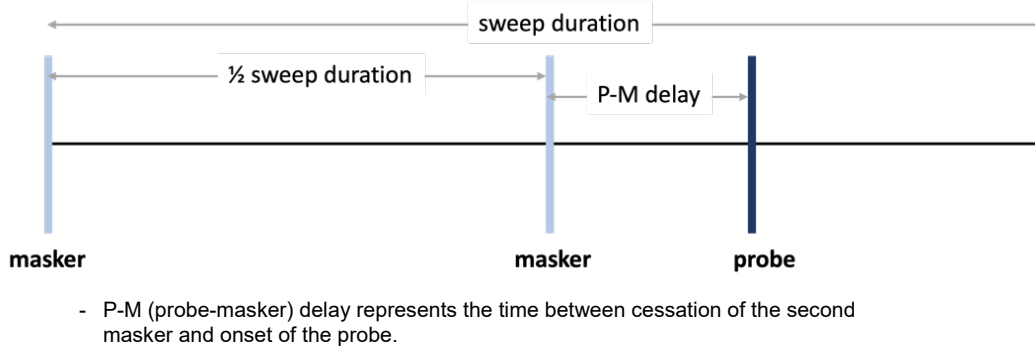 sweep duration
½ sweep duration
P-M delay
masker
masker
probe
- P-M (probe-masker) delay represents the time between cessation of the second
masker and onset of the probe.